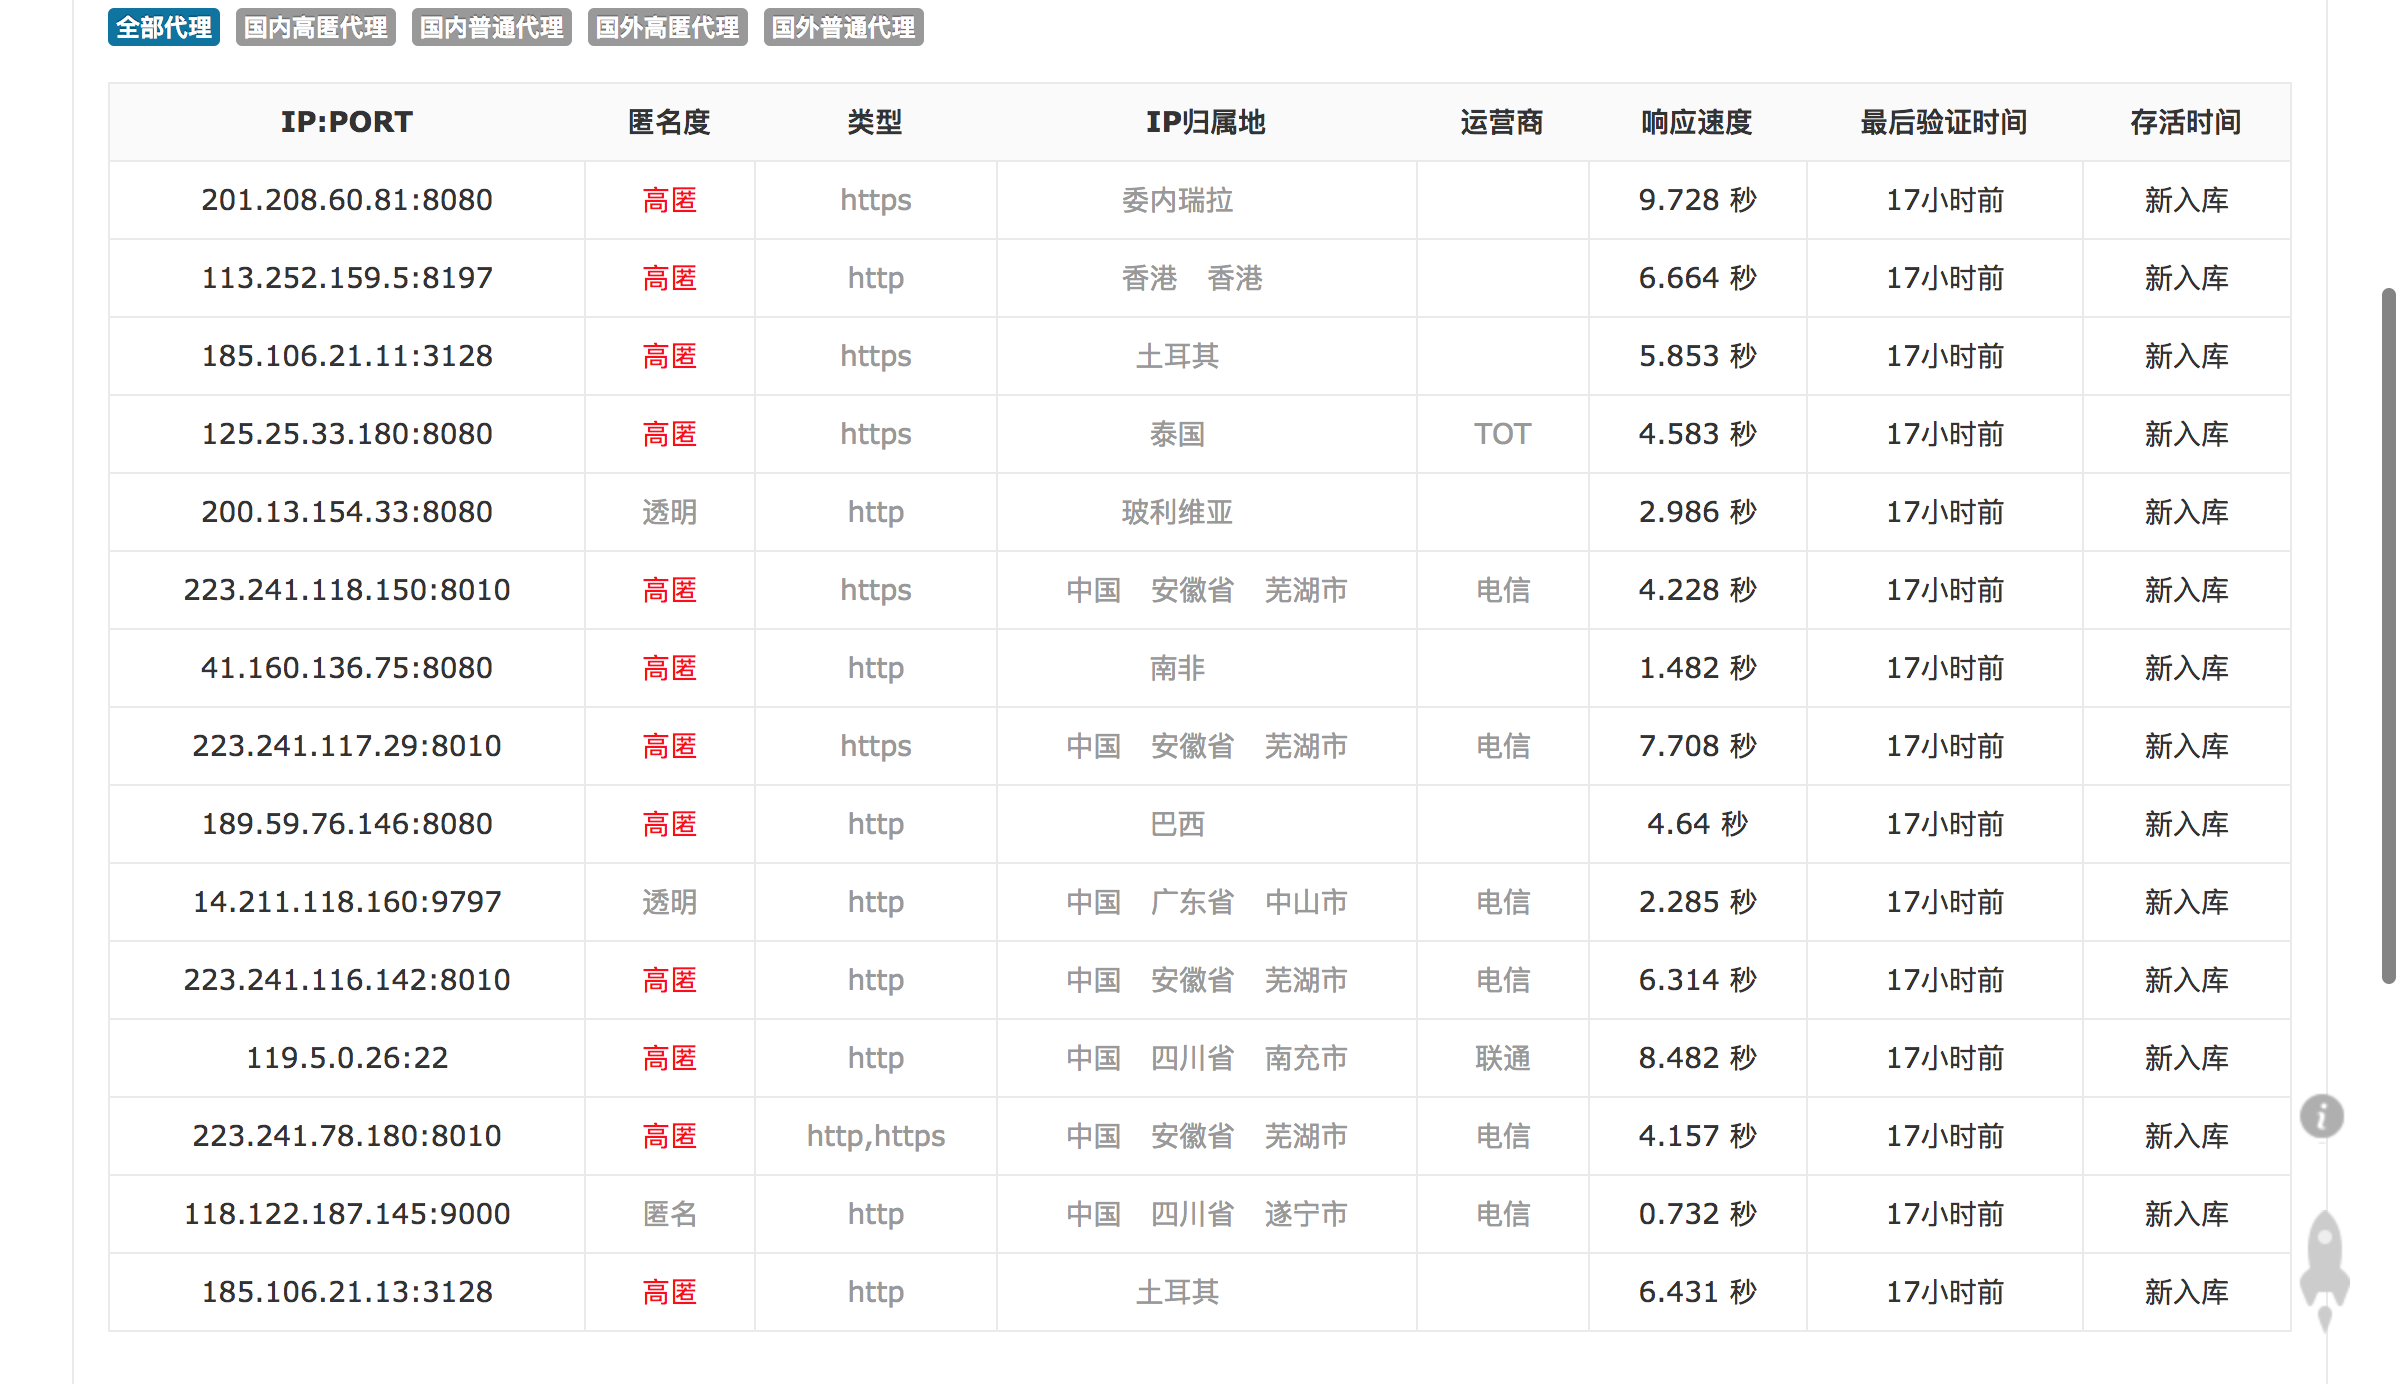 全部代理 国内高匿代理 国内普通代理 国外高匿代理 国外普通代理
IP:PORT 匿名度 类型 IP归属地 运营商 响应速度 最后验证时间 存活时间
201.208.60.81:8080 高匿 https 委内瑞拉 9.728 秒 17小时前 新入库
113.252.159.5:8197 高匿 http 香港 香港 6.664 秒 17小时前 新入库
185.106.21.11:3128 高匿 https 土耳其 5.853 秒 17小时前 新入库
125.25.33.180:8080 高匿 https 泰国 TOT 4.583 秒 17小时前 新入库
200.13.154.33:8080 透明 http 玻利维亚 2.986 秒 17小时前 新入库
223.241.118.150:8010 高匿 https 中国 安徽省 芜湖市 电信 4.228 秒 17小时前 新入库
41.160.136.75:8080 高匿 http 南非 1.482 秒 17小时前 新入库
223.241.117.29:8010 高匿 https 中国 安徽省 芜湖市 电信 7.708 秒 17小时前 新入库
189.59.76.146:8080 高匿 http 巴西 4.64 秒 17小时前 新入库
14.211.118.160:9797 透明 http 中国 广东省 中山市 电信 2.285 秒 17小时前 新入库
223.241.116.142:8010 高匿 http 中国 安徽省 芜湖市 电信 6.314 秒 17小时前 新入库
119.5.0.26:22 高匿 http 中国 四川省 南充市 联通 8.482 秒 17小时前 新入库
223.241.78.180:8010 高匿 http,https 中国 安徽省 芜湖市 电信 4.157 秒 17小时前 新入库
118.122.187.145:9000 匿名 http 中国 四川省 遂宁市 电信 0.732 秒 17小时前 新入库
185.106.21.13:3128 高匿 http 土耳其 6.431 秒 17小时前 新入库